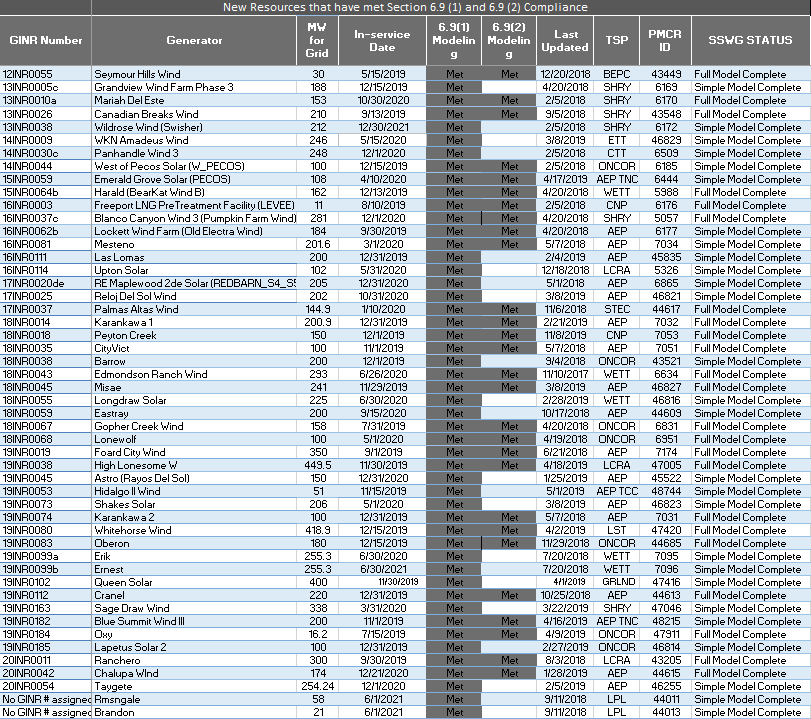 New Resources that have met Section 6.9 (1) and 6.9 (2) Compliance
GINR Number Generator MW for Grid In-service Date 6.9(1) Modeling 6.9(2) Modeling Last Updated TSP PMCR ID SSWG STATUS
12INR0055 Seymour Hills Wind 30 5/15/2019 Met Met 12/20/2018 BEPC 43449 Full Model Complete
13INR0005c Grandview Wind Farm Phase 3 188 12/15/2019 Met 4/20/2018 SHRY 6169 Simple Model Complete
13INR0010a Mariah Del Este 153 10/30/2020 Met Met 2/5/2018 SHRY 6170 Full Model Complete
13INR0026 Canadian Breaks Wind 210 9/13/2019 Met Met 9/5/2018 SHRY 43548 Full Model Complete
13INR0038 Wildrose Wind (Swisher) 212 12/30/2021 Met 2/5/2018 SHRY 6172 Simple Model Complete
14INR0009 WKN Amadeus Wind 246 5/15/2020 Met 3/8/2019 ETT 46829 Simple Model Complete
14INR0030c Panhandle Wind 3 248 12/1/2020 Met 2/5/2018 CTT 6509 Simple Model Complete
14INR0044 West of Pecos Solar (W_PECOS) 100 12/15/2019 Met Met 2/5/2018 ONCOR 6185 Full Model Complete
15INR0059 Emerald Grove Solar (PECOS) 108 4/10/2020 Met Met 4/17/2019 AEP TNC 6444 Simple Model Complete
15INR0064b Harald (BearKat Wind B) 162 12/13/2019 Met Met 4/20/2018 WETT 5988 Full Model Complete
16INR0003 Freeport LNG PreTreatment Facility (LEVEE) 11 8/10/2019 Met Met 2/5/2018 CNP 6176 Full Model Complete
16INR0037c Blanco Canyon Wind 3 (Pumpkin Farm Wind) 281 12/1/2020 Met Met 4/20/2018 SHRY 5057 Full Model Complete
16INR0062b Lockett Wind Farm (Old Electra Wind) 184 9/30/2019 Met Met 4/20/2018 AEP 6177 Full Model Complete
16INR0081 Mesteno 201.6 3/1/2020 Met Met 5/7/2018 AEP 7034 Full Model Complete
16INR0111 Las Lomas 200 12/31/2019 Met 2/4/2019 AEP 45835 Simple Model Complete
16INR0114 Upton Solar 102 5/31/2020 Met 12/18/2018 LCRA 5326 Simple Model Complete
17INR0020de RE Maplewood 2de Solar (REDBARN_S4_S5 205 12/31/2020 Met 5/1/2018 AEP 6865 Simple Model Complete
17INR0025 Reloj Del Sol Wind 202 10/31/2020 Met 3/8/2019 AEP 46821 Simple Model Complete
17INR0037 Palmas Altas Wind 144.9 1/10/2020 Met Met 11/6/2018 STEC 44617 Full Model Complete
18INR0014 Karankawa 1 200.9 12/31/2019 Met Met 2/21/2019 AEP 7032 Full Model Complete
18INR0018 Peyton Creek 150 12/1/2019 Met Met 11/8/2019 CNP 7053 Full Model Complete
18INR0035 CityVict 100 11/1/2019 Met Met 5/7/2018 AEP 7051 Full Model Complete
18INR0038 Barrow 200 12/1/2019 Met 9/4/2018 ONCOR 43521 Simple Model Complete
18INR0043 Edmondson Ranch Wind 293 6/26/2020 Met Met 11/10/2017 WETT 6634 Full Model Complete
18INR0045 Misae 241 11/29/2019 Met Met 3/8/2019 AEP 46827 Full Model Complete
18INR0055 Longdraw Solar 225 6/30/2020 Met 2/28/2019 WETT 46816 Simple Model Complete
18INR0059 Eastray 200 9/15/2020 Met 10/17/2018 AEP 44609 Simple Model Complete
18INR0067 Gopher Creek Wind 158 7/31/2019 Met Met 4/20/2018 ONCOR 6831 Full Model Complete
18INR0068 Lonewolf 100 5/1/2020 Met Met 4/19/2018 ONCOR 6951 Full Model Complete
19INR0019 Foard City Wind 350 9/1/2019 Met Met 6/21/2018 AEP 7174 Full Model Complete
19INR0038 High Lonesome W 449.5 11/30/2019 Met Met 4/18/2019 LCRA 47005 Full Model Complete
19INR0045 Astro (Rayos Del Sol) 150 12/31/2020 Met 1/25/2019 AEP 45522 Simple Model Complete
19INR0053 Hidalgo II Wind 51 11/15/2019 Met 5/1/2019 AEP TCC 48744 Simple Model Complete
19INR0073 Shakes Solar 206 5/1/2020 Met 3/8/2019 AEP 46823 Simple Model Complete
19INR0074 Karankawa 2 100 12/31/2019 Met Met 5/7/2018 AEP 7031 Full Model Complete
19INR0080 Whitehorse Wind 418.9 12/15/2019 Met Met 4/2/2019 LST 47420 Full Model Complete
19INR0083 Oberon 180 12/15/2019 Met Met 11/29/2018 ONCOR 44685 Full Model Complete
19INR0099a Erik 255.3 6/30/2020 Met 7/20/2018 WETT 7095 Simple Model Complete
19INR0099b Ernest 255.3 6/30/2021 Met 7/20/2018 WETT 7096 Simple Model Complete
19INR0102 Queen Solar 400 11/30/2019 Met 4/1/2019 GRLND 47416 Simple Model Complete
19INR0112 Cranel 220 12/31/2019 Met Met 10/25/2018 AEP 44613 Full Model Complete
19INR0163 Sage Draw Wind 338 3/31/2020 Met 3/22/2019 SHRY 47046 Simple Model Complete
19INR0182 Blue Summit Wind III 200 11/1/2019 Met Met 4/16/2019 AEP TNC 48215 Simple Model Complete
19INR0184 Oxy 16.2 7/15/2019 Met Met 4/9/2019 ONCOR 47911 Full Model Complete
19INR0185 Lapetus Solar 2 100 12/31/2019 Met 2/27/2019 ONCOR 46814 Simple Model Complete
20INR0011 Ranchero 300 9/30/2019 Met Met 8/3/2018 LCRA 43205 Full Model Complete
20INR0042 Chalupa WInd 174 12/21/2020 Met Met 1/28/2019 AEP 44615 Full Model Complete
20INR0054 Taygete 254.24 12/1/2020 Met 2/5/2019 AEP 46255 Simple Model Complete
No GINR # assigned Rmsngale 58 6/1/2021 Met 9/11/2018 LPL 44011 Simple Model Complete
No GINR # assigned Brandon 21 6/1/2021 Met 9/11/2018 LPL 44013 Simple Model Complete